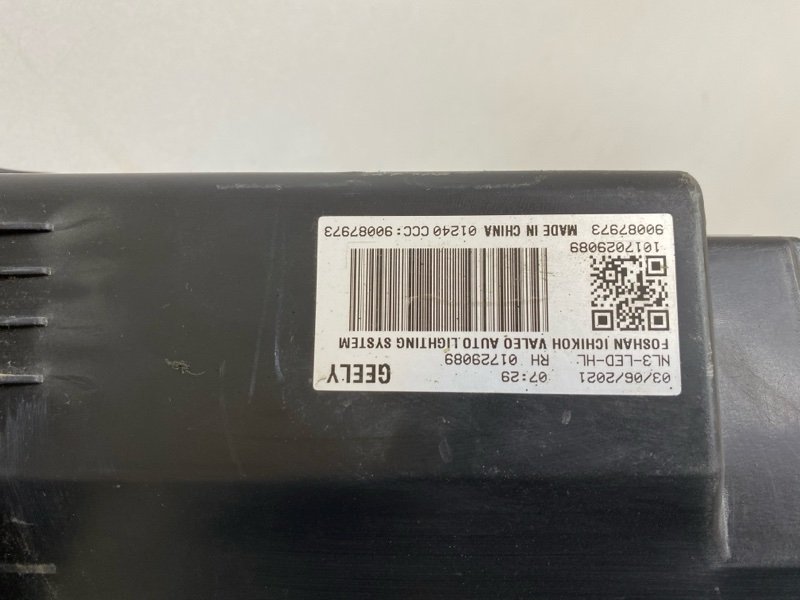 03/06/2021 07:29 GEELY
NL3-LED-HL RH 01729089
FOSHAN ICHIKOH VALEO AUTO LIGHTING SYSTEM
1017029089
90087973 MADE IN CHINA 01240 CCC:90087973